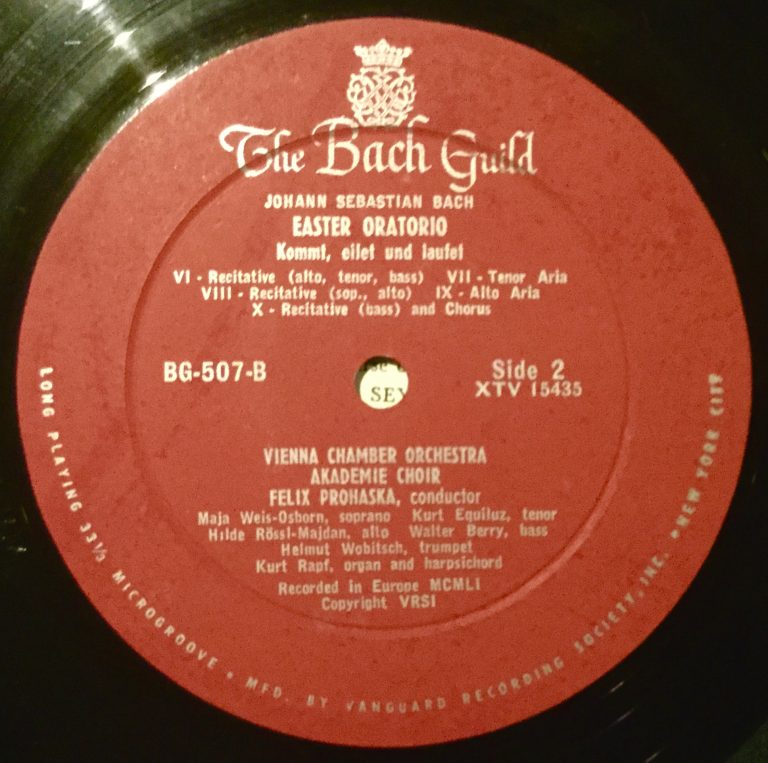 The Bach Guild
JOHANN SEBASTIAN BACH
EASTER ORATORIO
Kommt, eilet und laufet
VI - Recitative (alto, tenor, bass) VII - Tenor Aria
VIII - Recitative (sop., alto) IX - Alto Aria
X - Recitative (bass) and Chorus
BG-507-B
Side 2
XTV 15435
VIENNA CHAMBER ORCHESTRA
AKADEMIE CHOIR
FELIX PROHASKA, conductor
Maja Weis-Osborn, soprano Kurt Equiluz, tenor
Hilde Rössl-Majdan, alto Walter Berry, bass
Helmut Wobitsch, trumpet
Kurt Rapf, organ and harpsichord
Recorded in Europe MCMLI
Copyright VRSI
LONG PLAYING 33⅓ MICROGROOVE • MFD. BY VANGUARD RECORDING SOCIETY, INC. • NEW YORK CITY